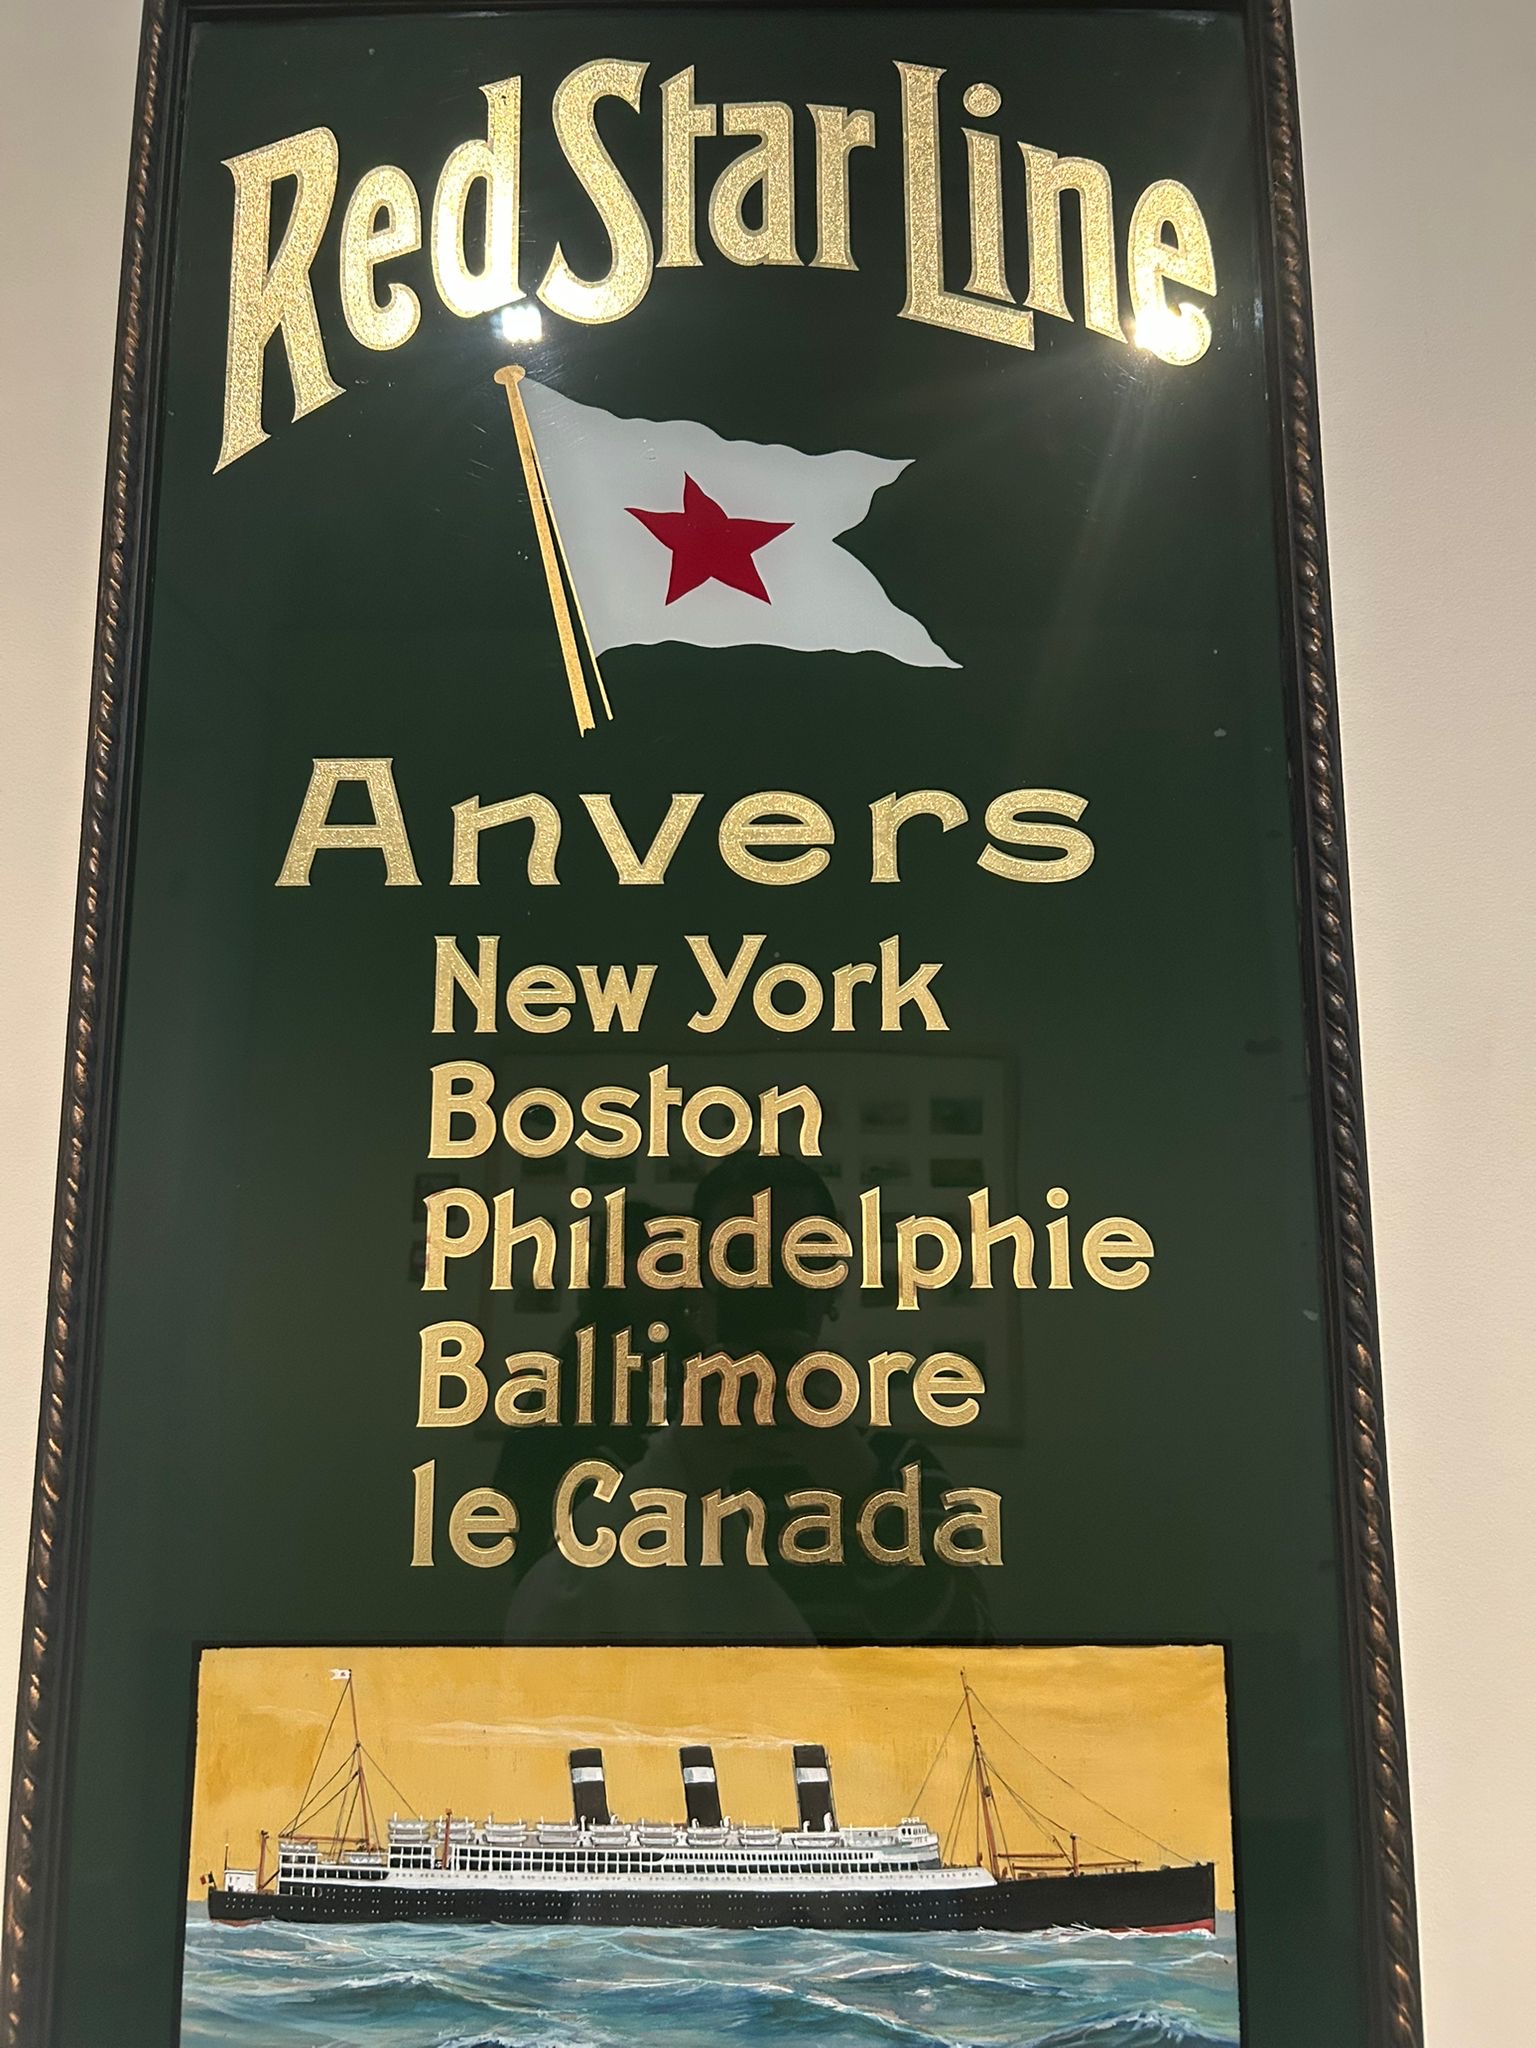 Red Star Line
Anvers
New York
Boston
Philadelphie
Baltimore
le Canada